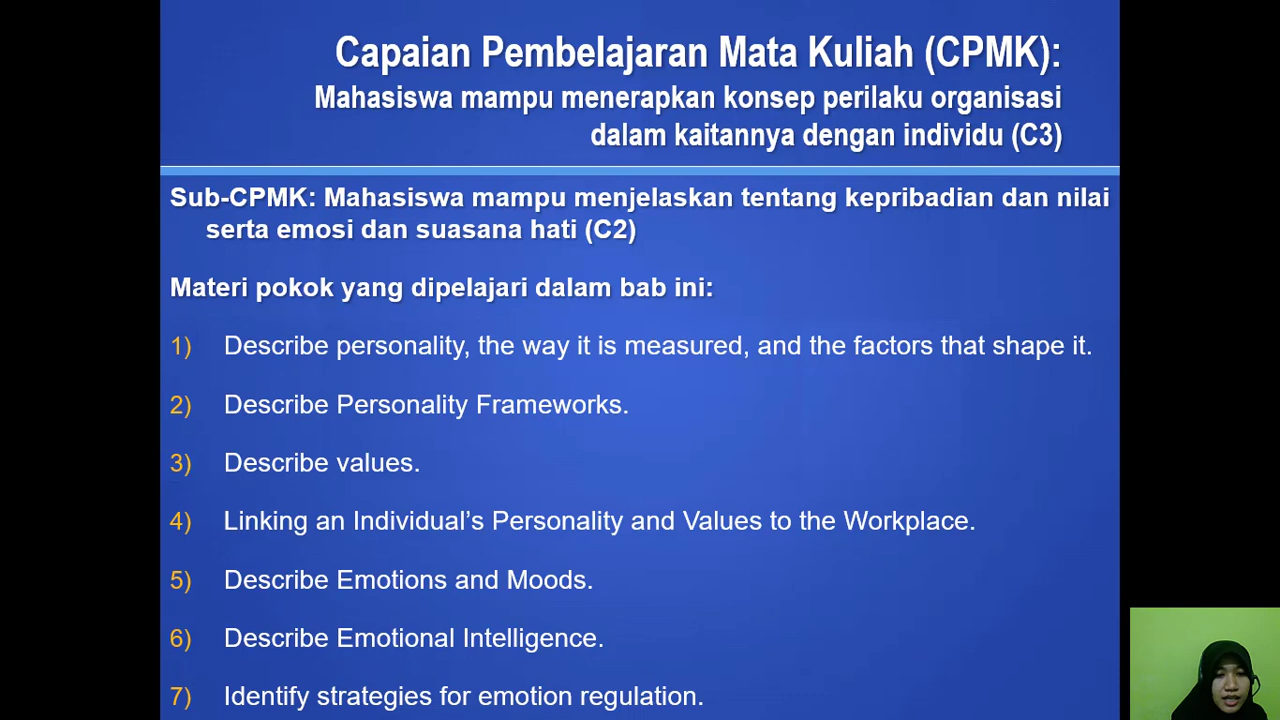 Capaian Pembelajaran Mata Kuliah (CPMK):
Mahasiswa mampu menerapkan konsep perilaku organisasi
dalam kaitannya dengan individu (C3)
Sub-CPMK: Mahasiswa mampu menjelaskan tentang kepribadian dan nilai
serta emosi dan suasana hati (C2)
Materi pokok yang dipelajari dalam bab ini:
1) Describe personality, the way it is measured, and the factors that shape it.
2) Describe Personality Frameworks.
3) Describe values.
4) Linking an Individual’s Personality and Values to the Workplace.
5) Describe Emotions and Moods.
6) Describe Emotional Intelligence.
7) Identify strategies for emotion regulation.